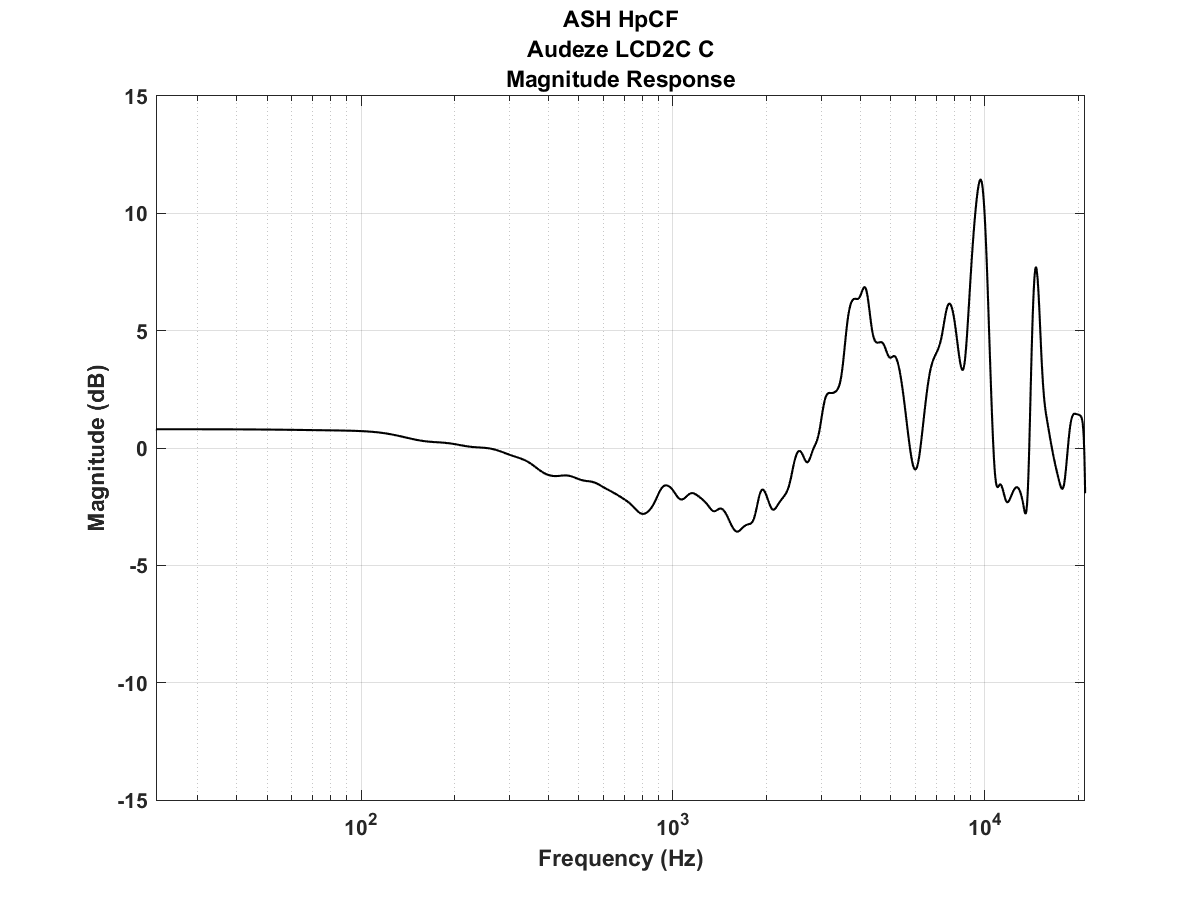 ASH HpCF
Audeze LCD2C C
Magnitude Response
15
10
5
0
-5
-10
-15
Magnitude (dB)
10² 10³ 10⁴
Frequency (Hz)